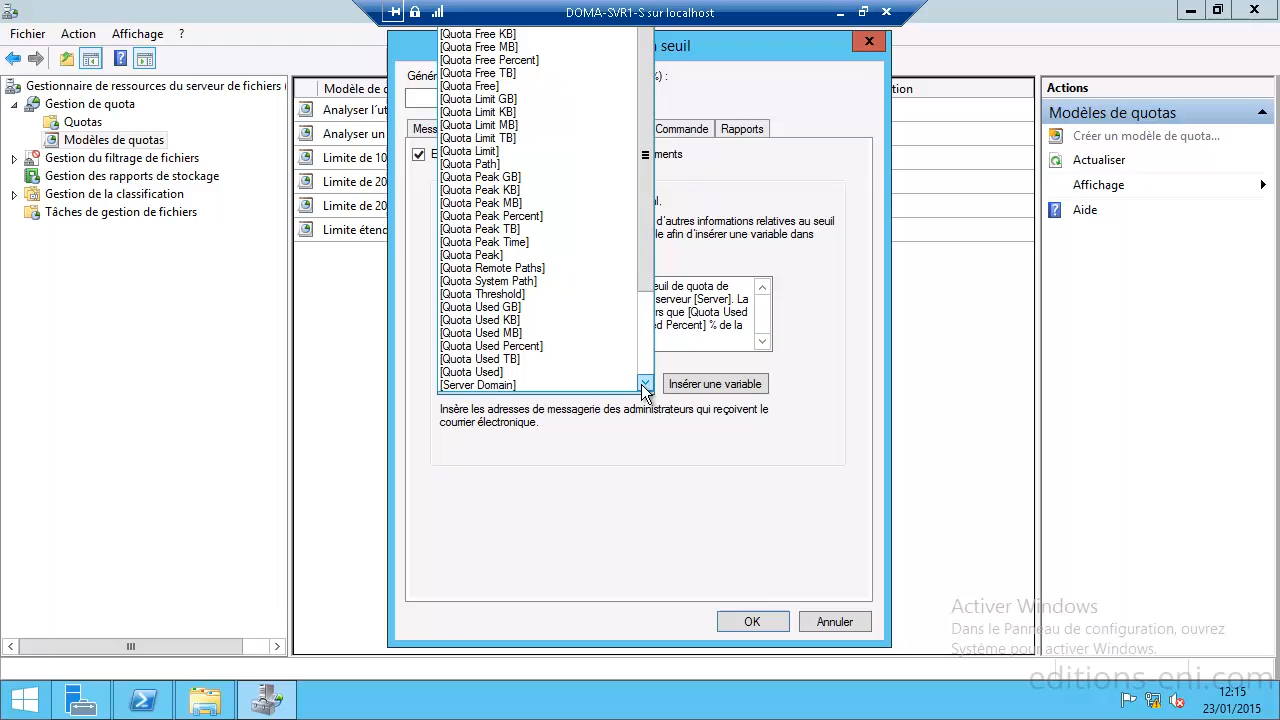 DOMA-SVR1-S sur localhost
Fichier Action Affichage ?
Gestionnaire de ressources du serveur de fichiers (
Gestion de quota
Quotas
Modèles de quotas
Gestion du filtrage de fichiers
Gestion des rapports de stockage
Gestion de la classification
Tâches de gestion de fichiers
Modèle de
Analyser l'ut
Analyser un
Limite de 10
Limite de 20
Limite de 20
Limite éten
seuil
Génér
%) :
Mess
Commande
Rapports
ments
[Quota Free KB]
[Quota Free MB]
[Quota Free Percent]
[Quota Free TB]
[Quota Free]
[Quota Limit GB]
[Quota Limit KB]
[Quota Limit MB]
[Quota Limit TB]
[Quota Limit]
[Quota Path]
[Quota Peak GB]
[Quota Peak KB]
[Quota Peak MB]
[Quota Peak Percent]
[Quota Peak TB]
[Quota Peak Time]
[Quota Peak]
[Quota Remote Paths]
[Quota System Path]
[Quota Threshold]
[Quota Used GB]
[Quota Used KB]
[Quota Used MB]
[Quota Used Percent]
[Quota Used TB]
[Quota Used]
[Server Domain]
d'autres informations relatives au seuil
le afin d'insérer une variable dans
euil de quota de
serveur [Server]. La
rs que [Quota Used
ed Percent] % de la
Insérer une variable
Insère les adresses de messagerie des administrateurs qui reçoivent le
courrier électronique.
OK
Annuler
Actions
Modèles de quotas
Créer un modèle de quota...
Actualiser
Affichage
Aide
Activer Windows
Dans le Panneau de configuration, ouvrez
Système pour activer Windows.
editions-eni.com
12:15
23/01/2015